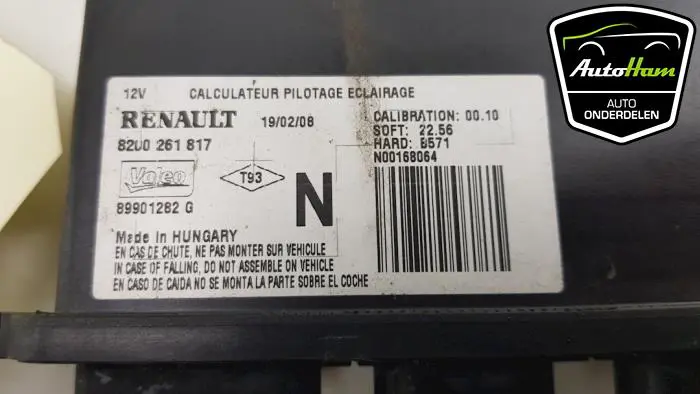 12V CALCULATEUR PILOTAGE ECLAIRAGE
RENAULT 19/02/08
8200 261 817
Valeo
T93
89901282 G
N
CALIBRATION: 00.10
SOFT: 22.56
HARD: B571
N00168064
Made in HUNGARY
EN CAS DE CHUTE, NE PAS MONTER SUR VEHICULE
IN CASE OF FALLING, DO NOT ASSEMBLE ON VEHICLE
EN CASO DE CAIDA NO SE MONTA LA PARTE SOBRE EL COCHE
AutoHam
AUTO
ONDERDELEN